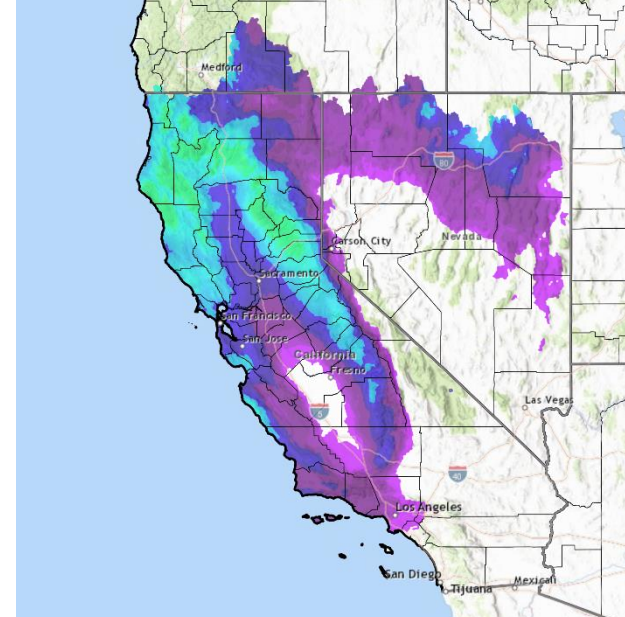 Medford
80
Carson City
Nevada
Sacramento
San Francisco
San Jose
California
Fresno
5
Las Vegas
40
Los Angeles
San Diego
Tijuana
Mexicali